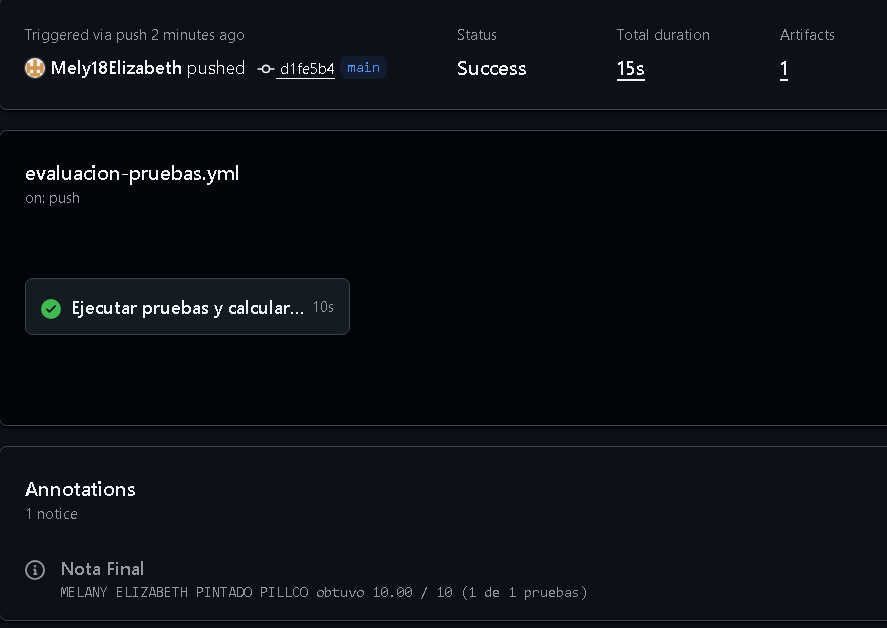 Triggered via push 2 minutes ago
Status
Total duration
Artifacts
Mely18Elizabeth pushed d1fe5b4 main
Success
15s
1
evaluacion-pruebas.yml
on: push
Ejecutar pruebas y calcular... 10s
Annotations
1 notice
Nota Final
MELANY ELIZABETH PINTADO PILLCO obtuvo 10.00 / 10 (1 de 1 pruebas)